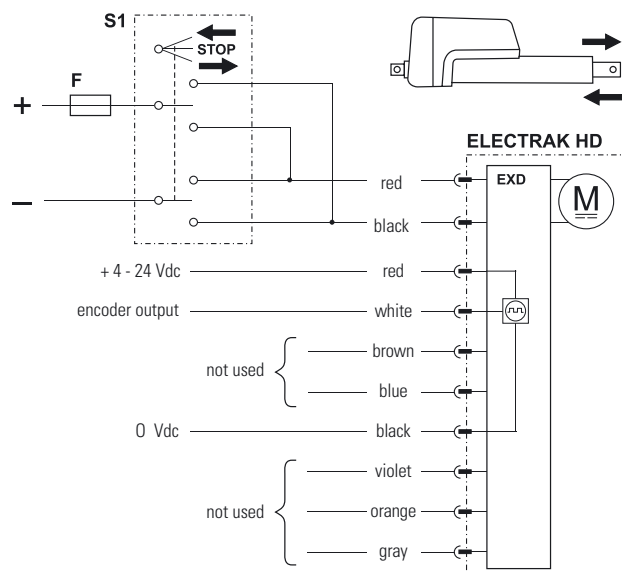 S1
STOP
F
+
–
ELECTRAK HD
EXD
M
red
black
+ 4 - 24 Vdc
red
encoder output
white
not used
brown
blue
0 Vdc
black
not used
violet
orange
gray